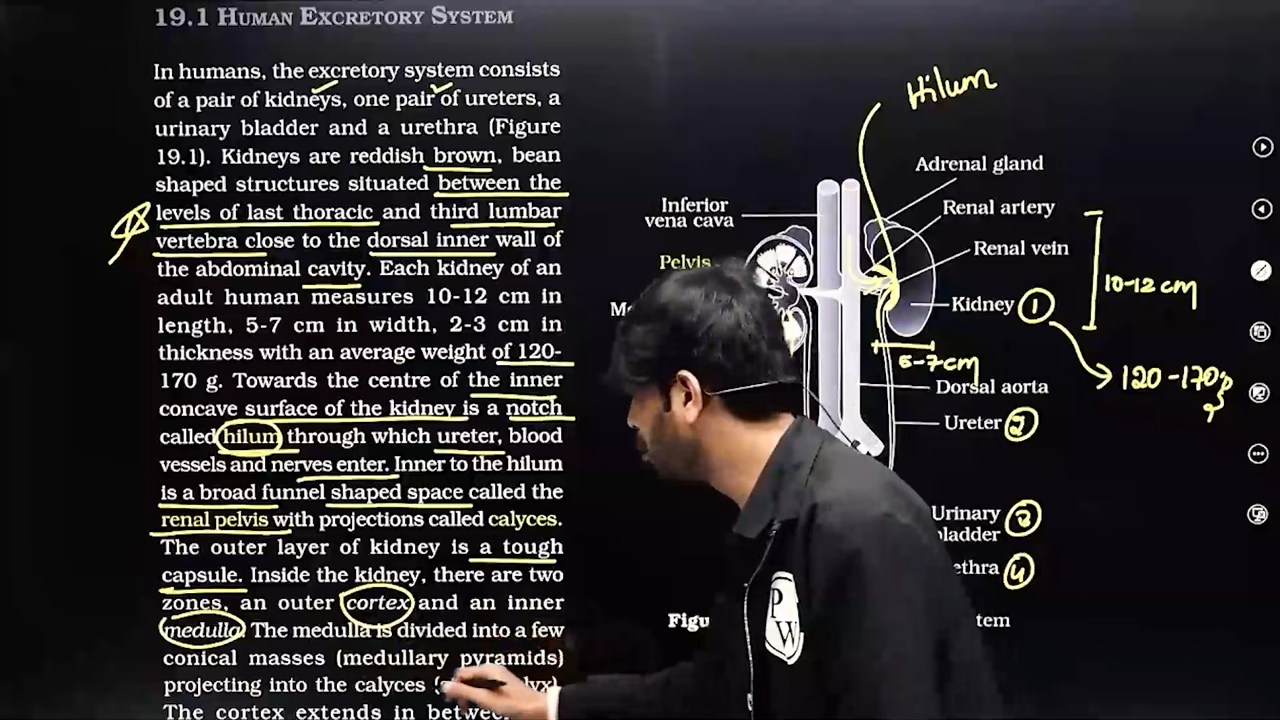 19.1 HUMAN EXCRETORY SYSTEM
In humans, the excretory system consists
of a pair of kidneys, one pair of ureters, a
urinary bladder and a urethra (Figure
19.1). Kidneys are reddish brown, bean
shaped structures situated between the
levels of last thoracic and third lumbar
vertebra close to the dorsal inner wall of
the abdominal cavity. Each kidney of an
adult human measures 10-12 cm in
length, 5-7 cm in width, 2-3 cm in
thickness with an average weight of 120-
170 g. Towards the centre of the inner
concave surface of the kidney is a notch
called hilum through which ureter, blood
vessels and nerves enter. Inner to the hilum
is a broad funnel shaped space called the
renal pelvis with projections called calyces.
The outer layer of kidney is a tough
capsule. Inside the kidney, there are two
zones, an outer cortex and an inner
medulla. The medulla is divided into a few
conical masses (medullary pyramids)
projecting into the calyces
The cortex extends in
Hilum
Adrenal gland
Renal artery
Renal vein
Kidney 1
10-12 cm
5-7 cm
120-170g
Dorsal aorta
Ureter 2
Urinary 3
bladder
ethra 4
Inferior
vena cava
Pelvis
Me
Figu
tem
P
W